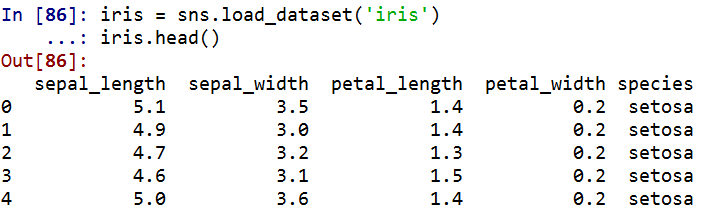 In [86]: iris = sns.load_dataset('iris')
    ...: iris.head()
Out[86]:
   sepal_length  sepal_width  petal_length  petal_width species
0           5.1          3.5           1.4          0.2  setosa
1           4.9          3.0           1.4          0.2  setosa
2           4.7          3.2           1.3          0.2  setosa
3           4.6          3.1           1.5          0.2  setosa
4           5.0          3.6           1.4          0.2  setosa